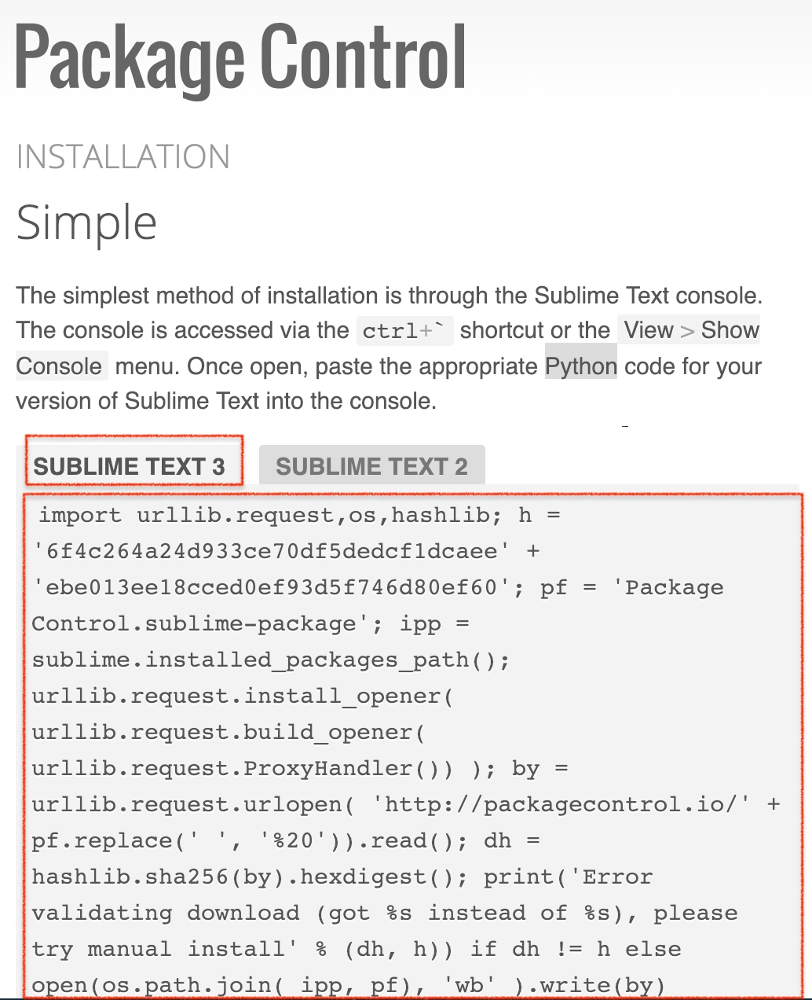 Package Control
INSTALLATION
Simple
The simplest method of installation is through the Sublime Text console.
The console is accessed via the ctrl+` shortcut or the View > Show
Console menu. Once open, paste the appropriate Python code for your
version of Sublime Text into the console.
SUBLIME TEXT 3 SUBLIME TEXT 2
import urllib.request,os,hashlib; h =
'6f4c264a24d933ce70df5dedcf1dcaee' +
'ebe013ee18cced0ef93d5f746d80ef60'; pf = 'Package
Control.sublime-package'; ipp =
sublime.installed_packages_path();
urllib.request.install_opener(
urllib.request.build_opener(
urllib.request.ProxyHandler()) ); by =
urllib.request.urlopen( 'http://packagecontrol.io/' +
pf.replace(' ', '%20')).read(); dh =
hashlib.sha256(by).hexdigest(); print('Error
validating download (got %s instead of %s), please
try manual install' % (dh, h)) if dh != h else
open(os.path.join( ipp, pf), 'wb' ).write(by)